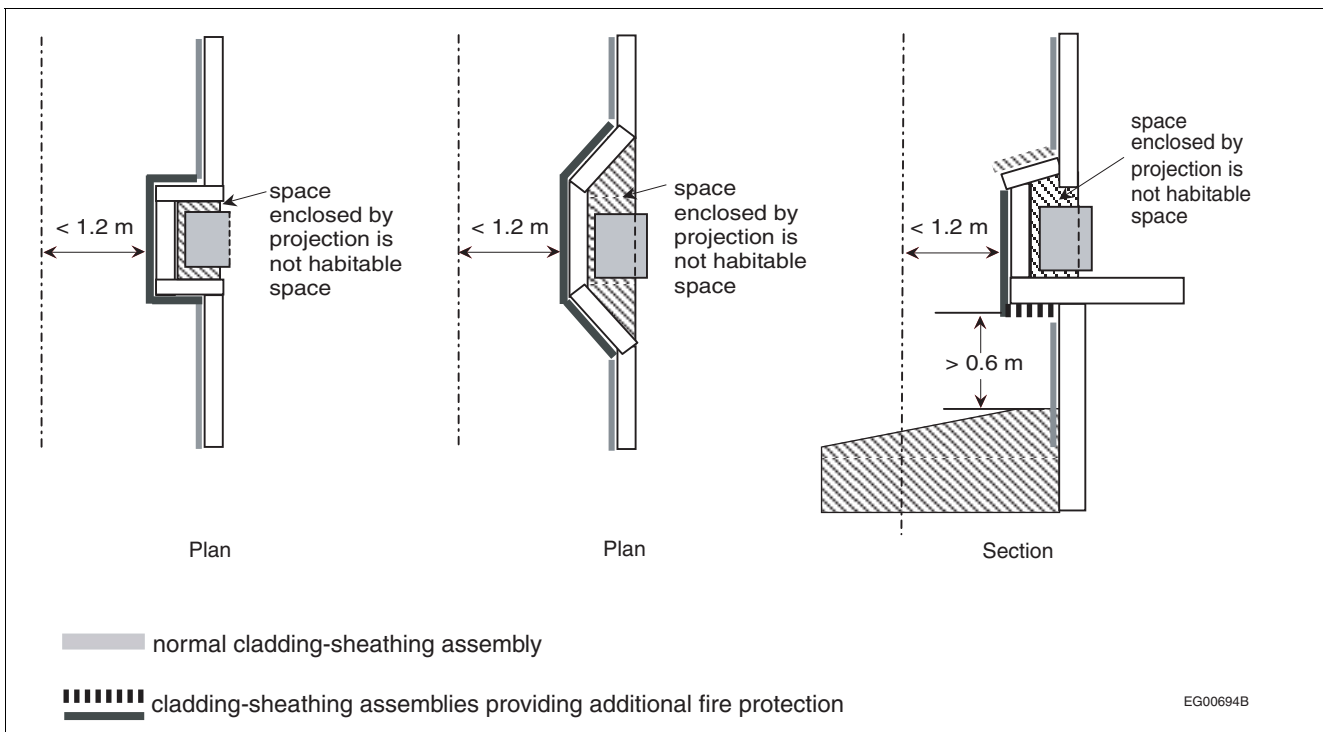 < 1.2 m
space
enclosed by
projection is
not habitable
space
Plan
< 1.2 m
space
enclosed by
projection is
not habitable
space
Plan
< 1.2 m
space
enclosed by
projection is
not habitable
space
> 0.6 m
Section
normal cladding-sheathing assembly
cladding-sheathing assemblies providing additional fire protection
EG00694B